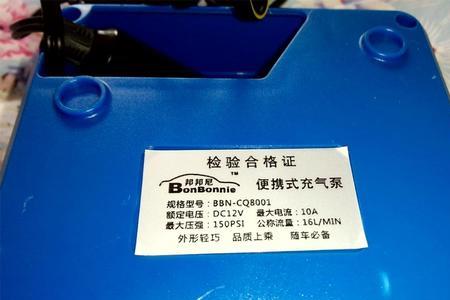 检验合格证
邦邦尼
BonBonnie™ 便携式充气泵
规格型号：BBN-CQ8001
额定电压：DC12V 最大电流：10A
最大压强：150PSI 公称流量：16L/MIN
外形轻巧 品质上乘 随车必备